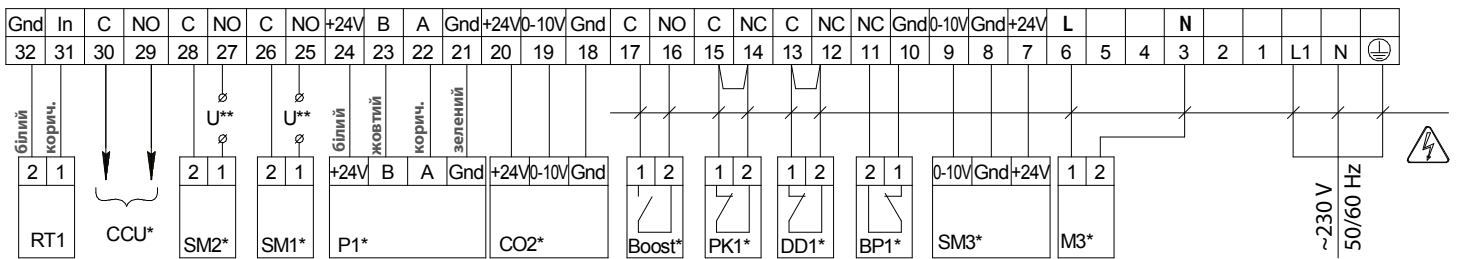 Gnd In C NO C NO C NO +24V B A Gnd +24V 0-10V Gnd C NO C NC C NC NC Gnd 0-10V Gnd +24V L N
32 31 30 29 28 27 26 25 24 23 22 21 20 19 18 17 16 15 14 13 12 11 10 9 8 7 6 5 4 3 2 1 L1 N
білий
корич.
U**
U**
білий
жовтий
корич.
зелений
2 1 2 1 2 1 +24V B A Gnd +24V 0-10V Gnd 1 2 1 2 1 2 2 1 0-10V Gnd +24V 1 2
RT1 CCU* SM2* SM1* P1* CO2* Boost* PK1* DD1* BP1* SM3* M3*
~230 V
50/60 Hz